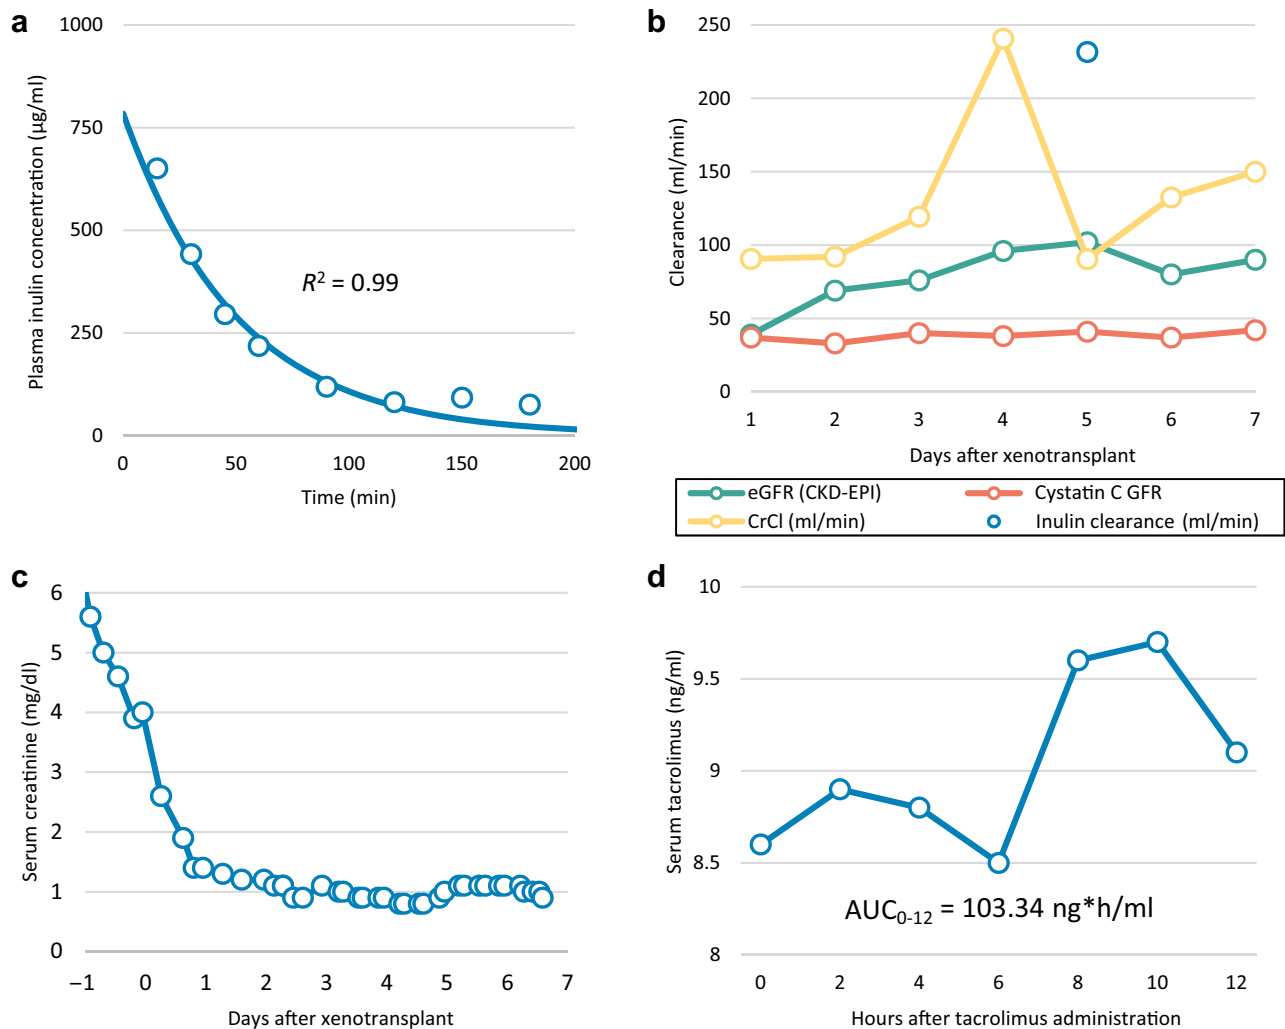 a
1000
750
500
250
0
Plasma inulin concentration (µg/ml)
R² = 0.99
0 50 100 150 200
Time (min)
b
250
200
150
100
50
0
Clearance (ml/min)
1 2 3 4 5 6 7
Days after xenotransplant
eGFR (CKD-EPI) Cystatin C GFR
CrCl (ml/min) Inulin clearance (ml/min)
c
6
5
4
3
2
1
0
Serum creatinine (mg/dl)
–1 0 1 2 3 4 5 6 7
Days after xenotransplant
d
10
9.5
9
8.5
8
Serum tacrolimus (ng/ml)
AUC0-12 = 103.34 ng*h/ml
0 2 4 6 8 10 12
Hours after tacrolimus administration